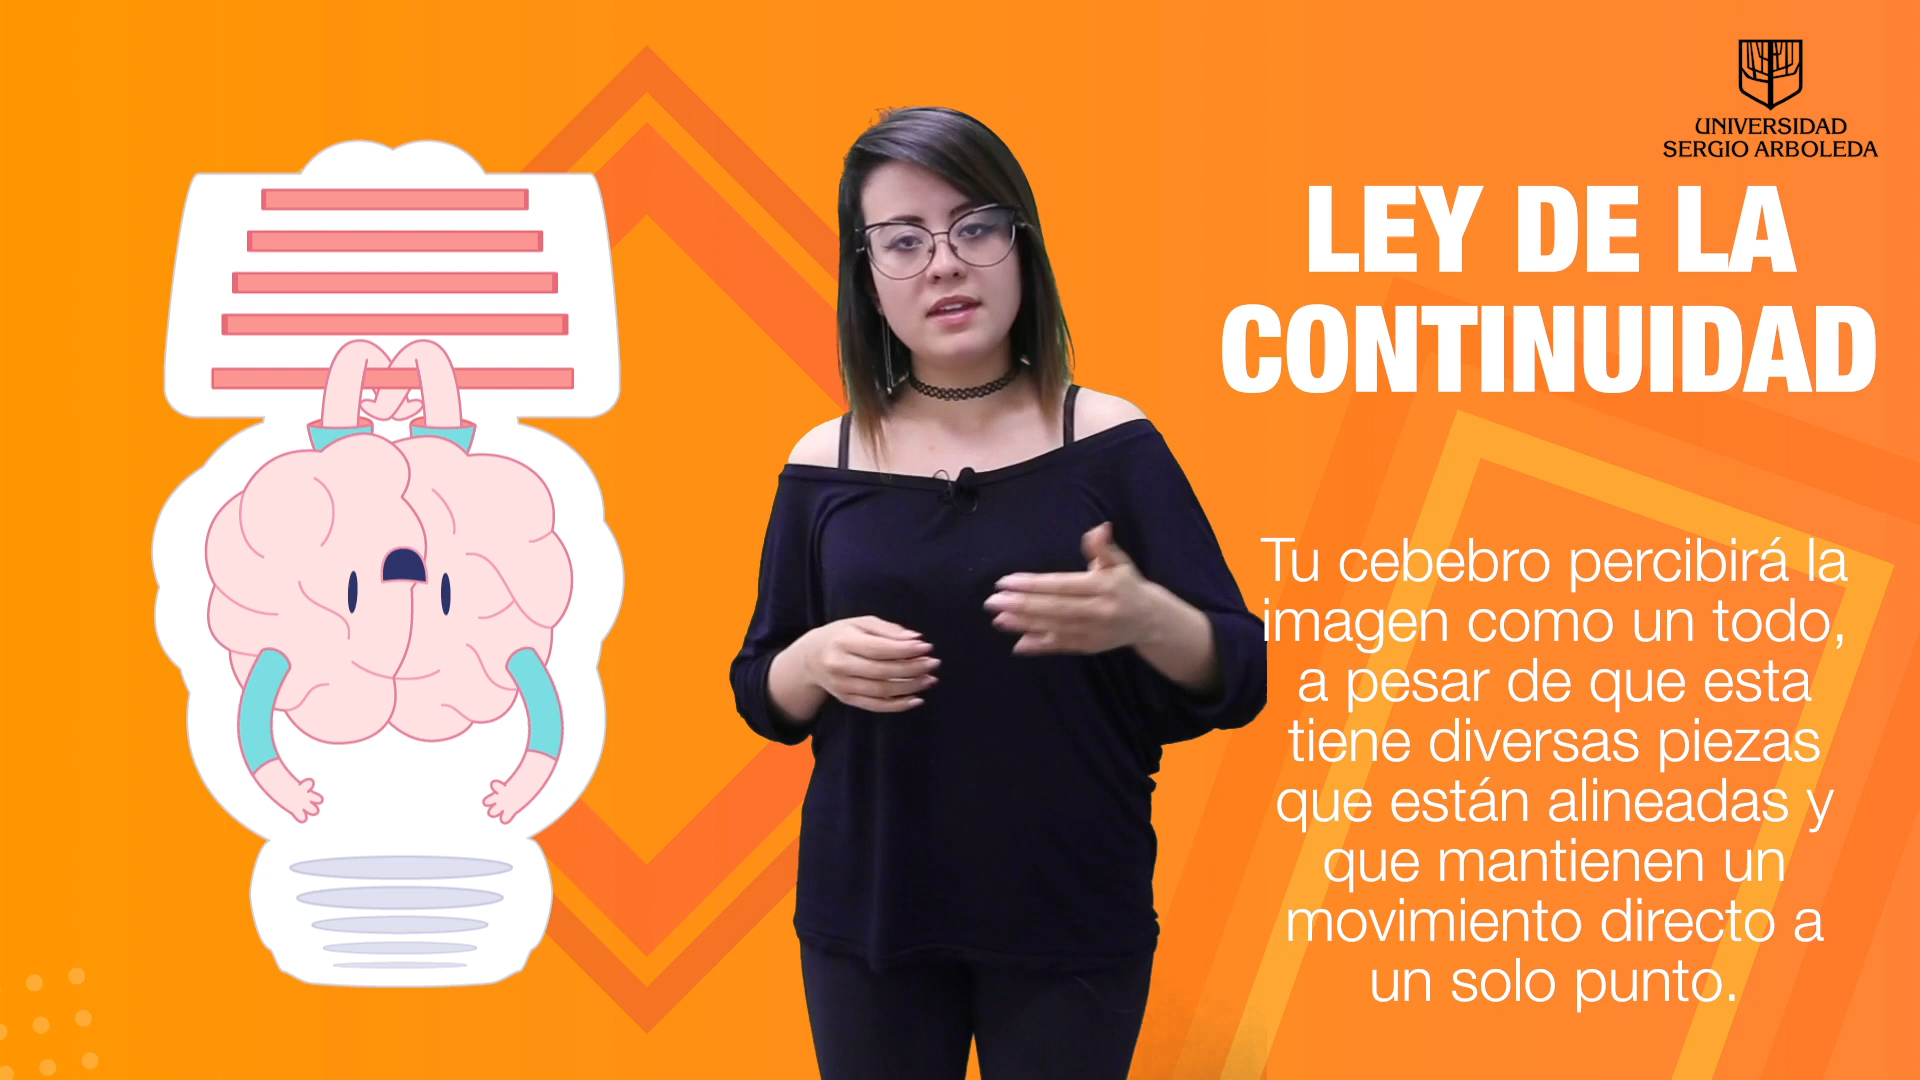 UNIVERSIDAD
SERGIO ARBOLEDA
LEY DE LA
CONTINUIDAD
Tu cebebro percibirá la
imagen como un todo,
a pesar de que esta
tiene diversas piezas
que están alineadas y
que mantienen un
movimiento directo a
un solo punto.